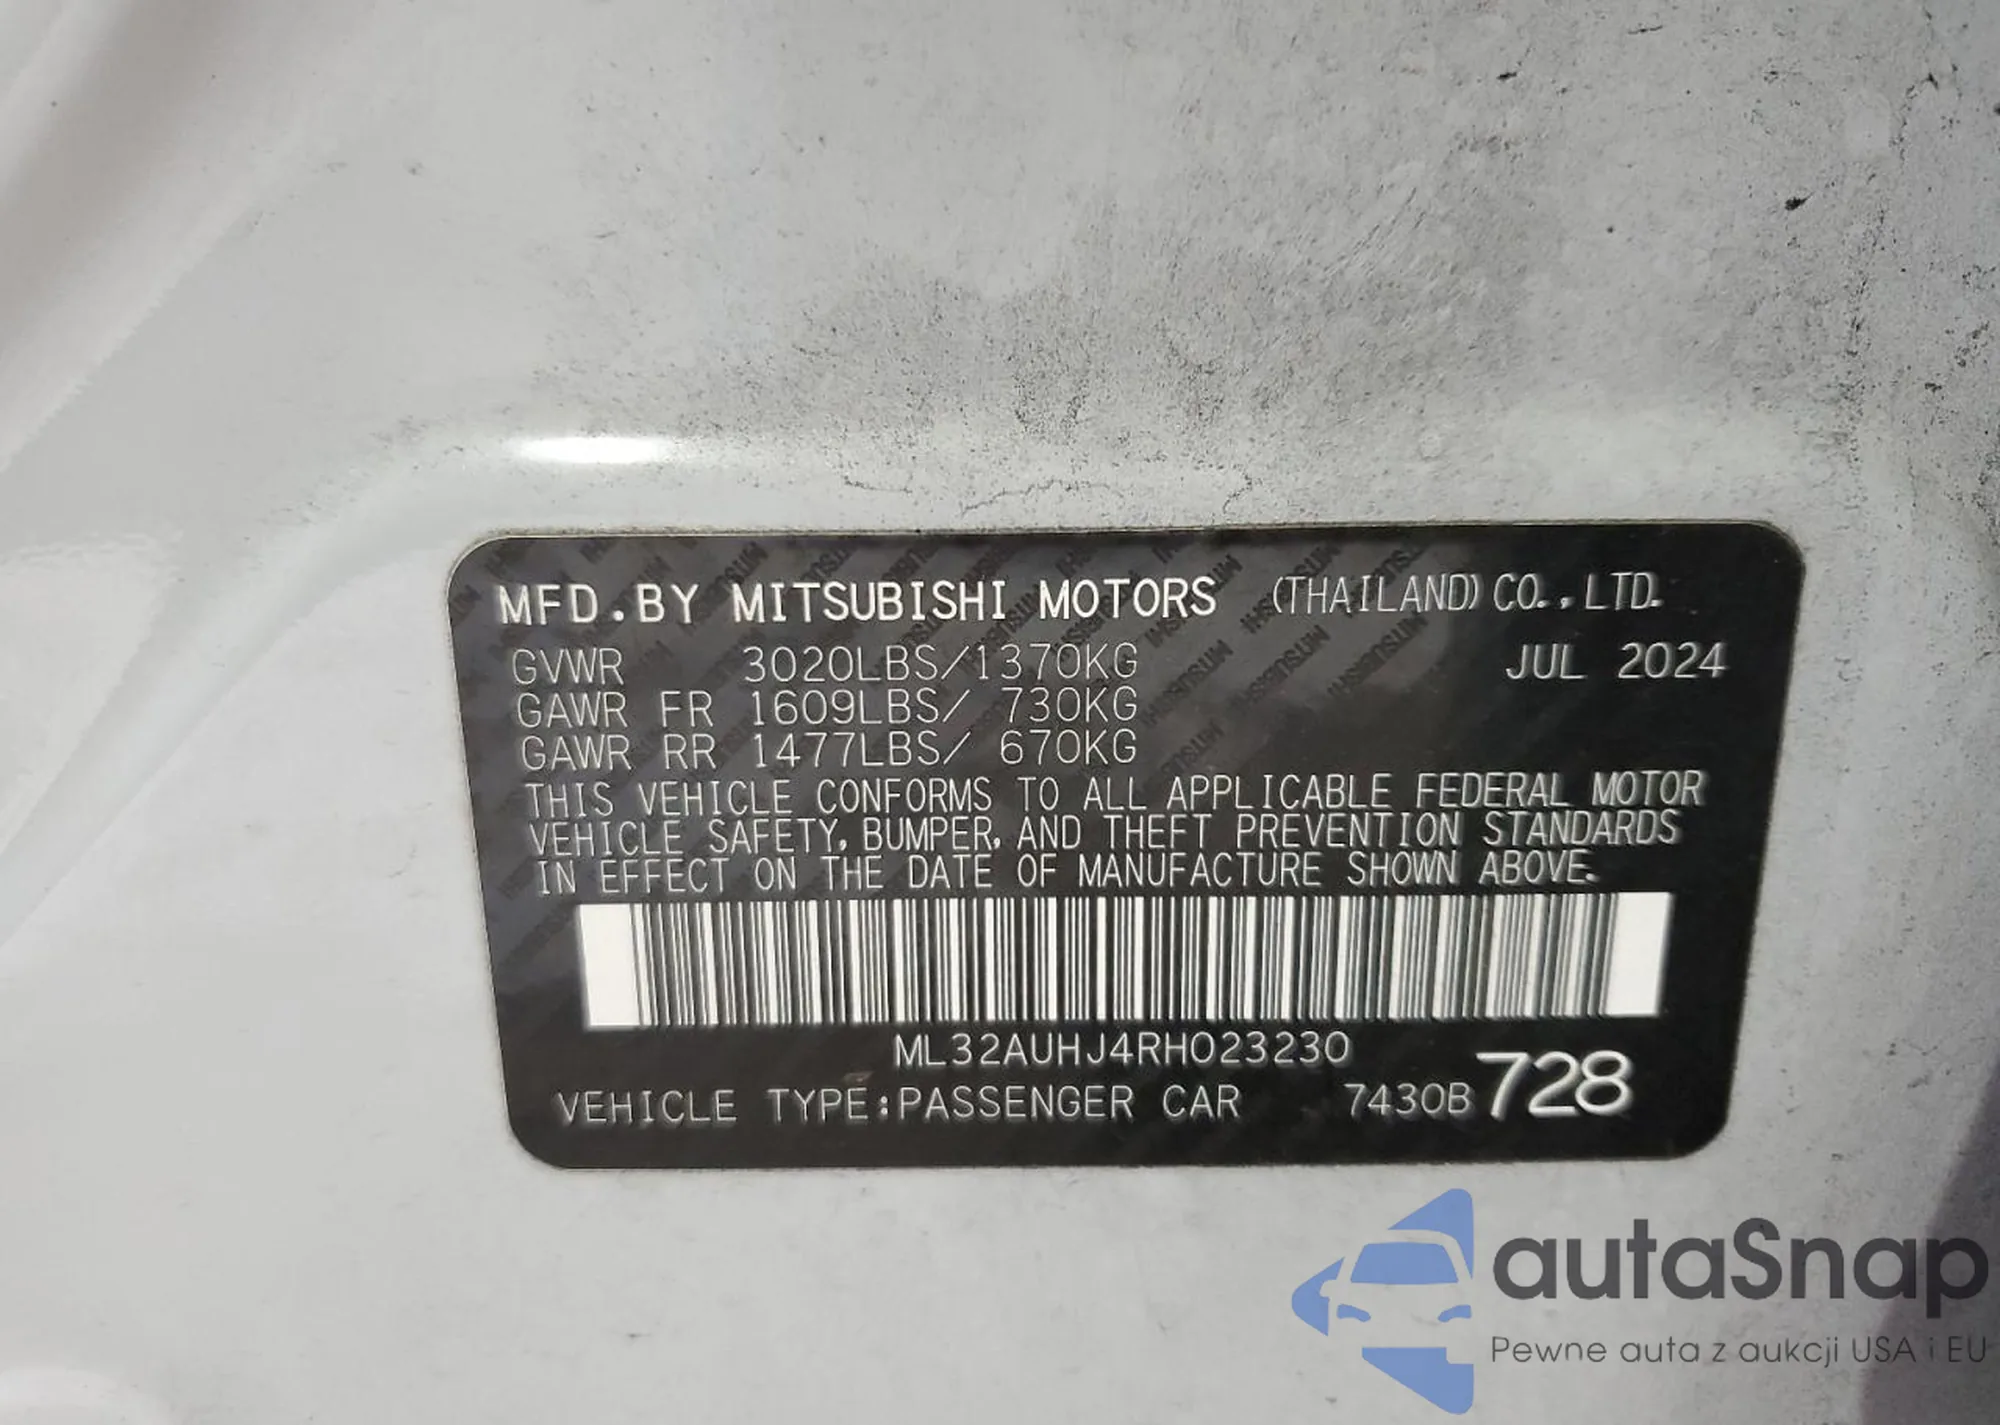 MFD.BY MITSUBISHI MOTORS (THAILAND) CO.,LTD.
GVWR 3020LBS/1370KG JUL 2024
GAWR FR 1609LBS/ 730KG
GAWR RR 1477LBS/ 670KG
THIS VEHICLE CONFORMS TO ALL APPLICABLE FEDERAL MOTOR
VEHICLE SAFETY, BUMPER, AND THEFT PREVENTION STANDARDS
IN EFFECT ON THE DATE OF MANUFACTURE SHOWN ABOVE.
ML32AUHJ4RH023230
VEHICLE TYPE:PASSENGER CAR 7430B 728
autaSnap
Pewne auta z aukcji USA i EU